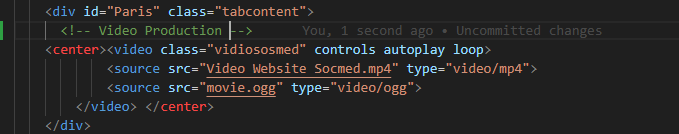 <div id="Paris" class="tabcontent">
<!-- Video Production --> You, 1 second ago • Uncommitted changes
<center><video class="vidiososmed" controls autoplay loop>
<source src="Video Website Socmed.mp4" type="video/mp4">
<source src="movie.ogg" type="video/ogg">
</video> </center>
</div>